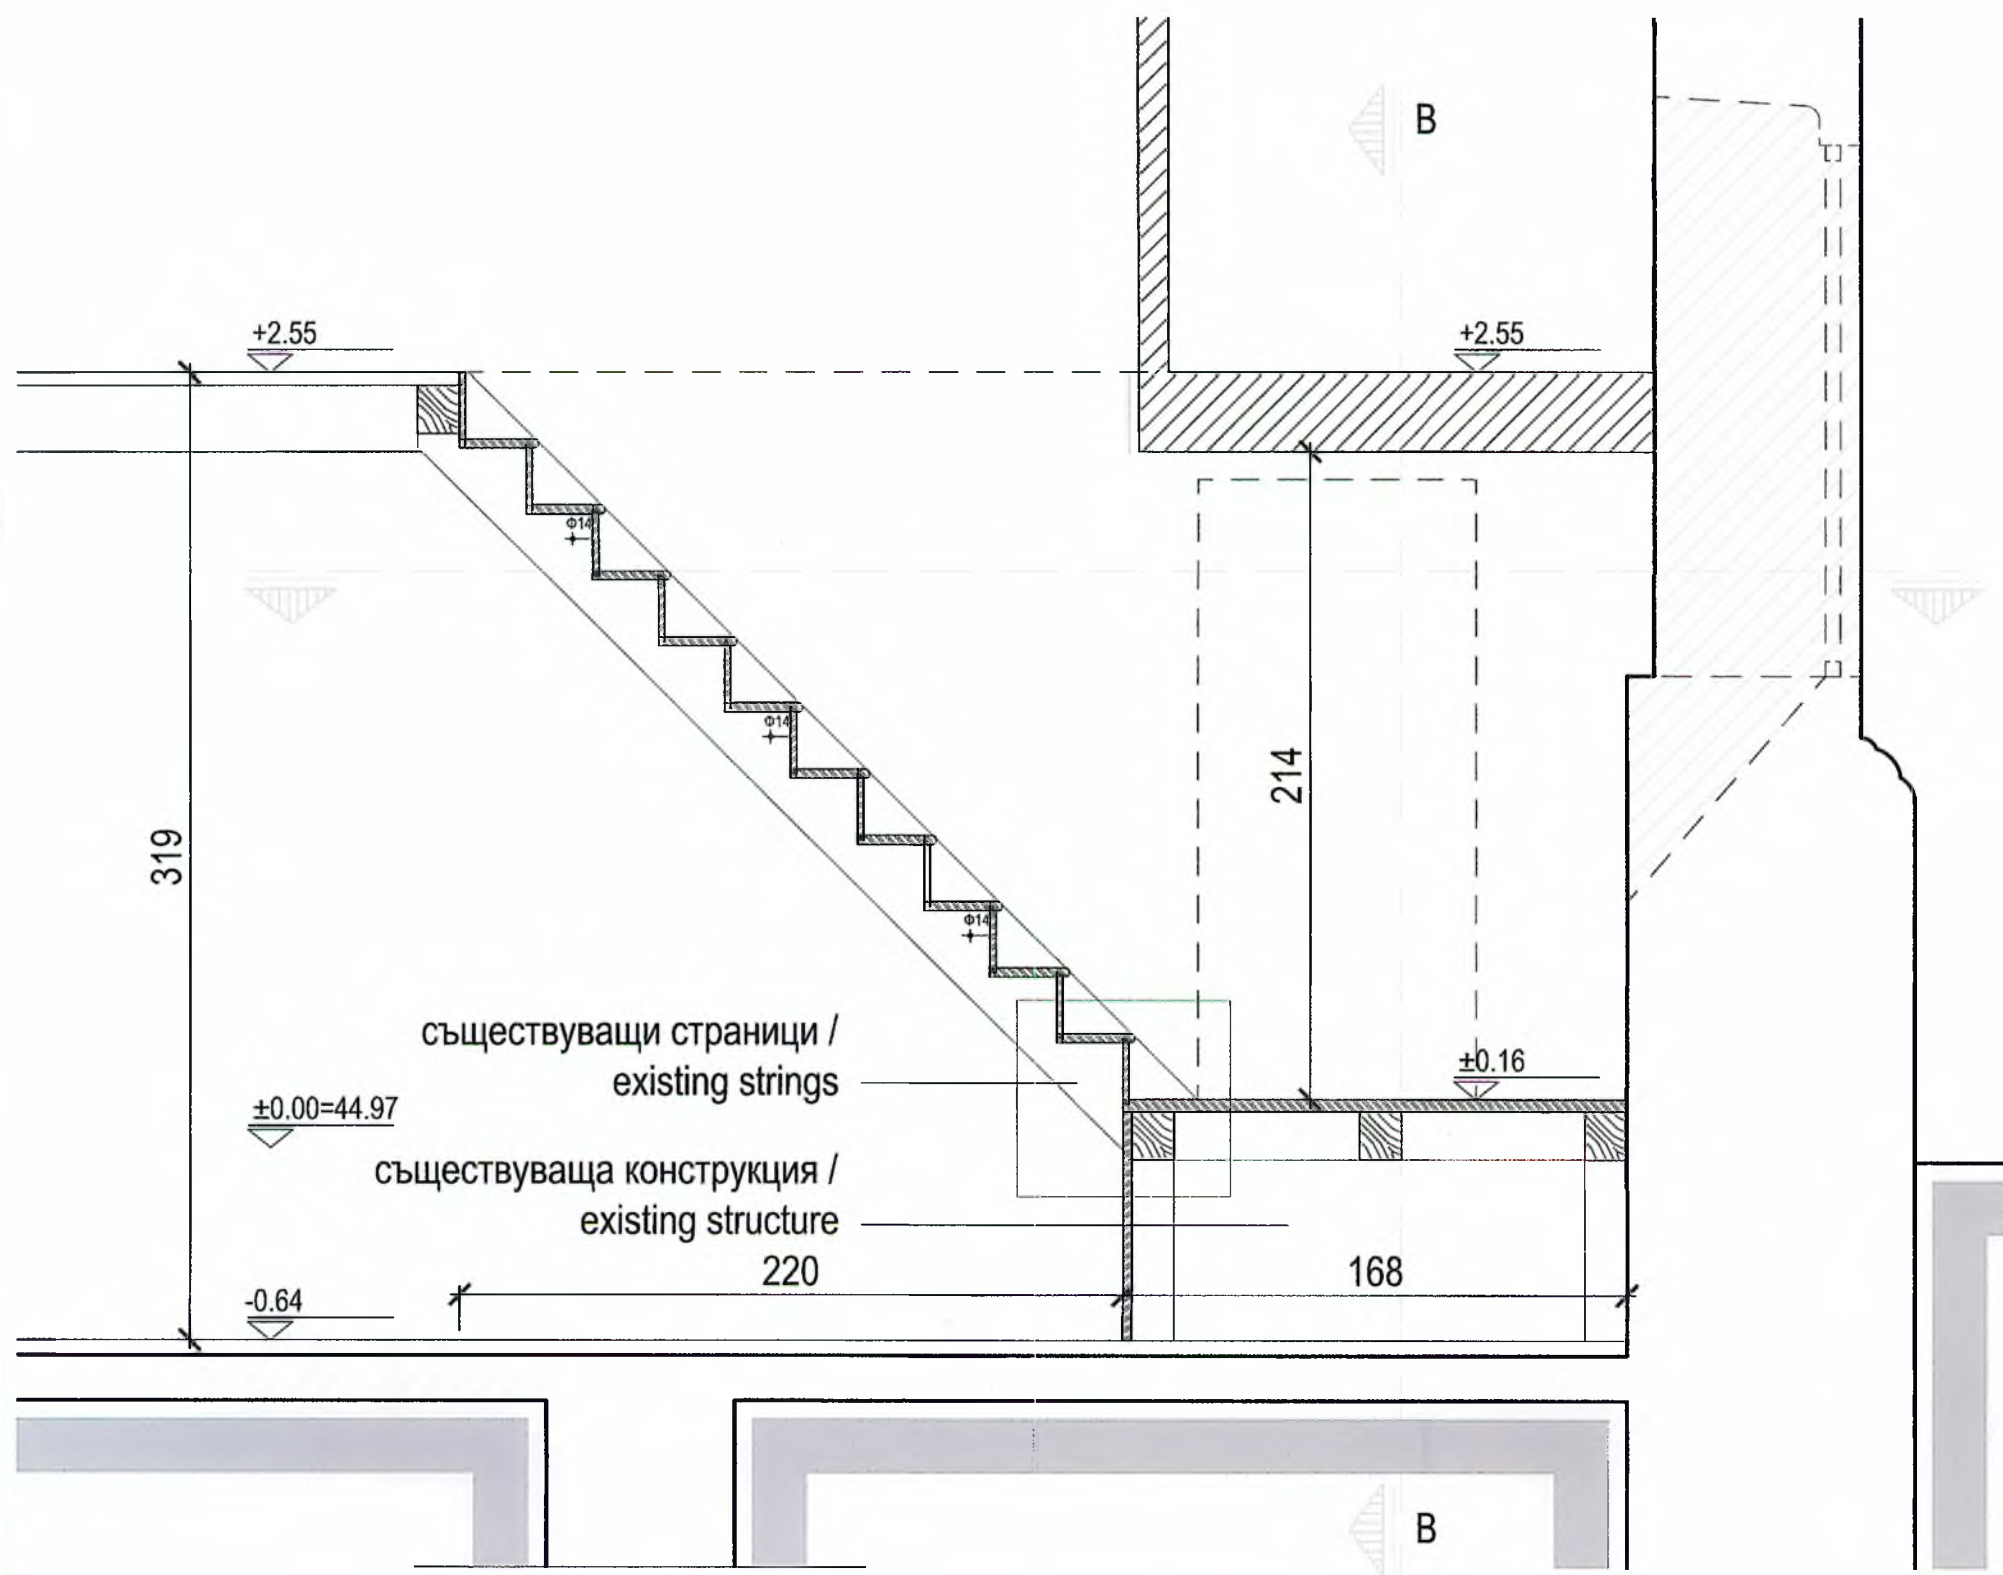 B
+2.55
+2.55
Φ14
Φ14
214
319
Φ14
съществуващи страници /
existing strings
±0.16
±0.00=44.97
съществуваща конструкция /
existing structure
220
168
-0.64
B